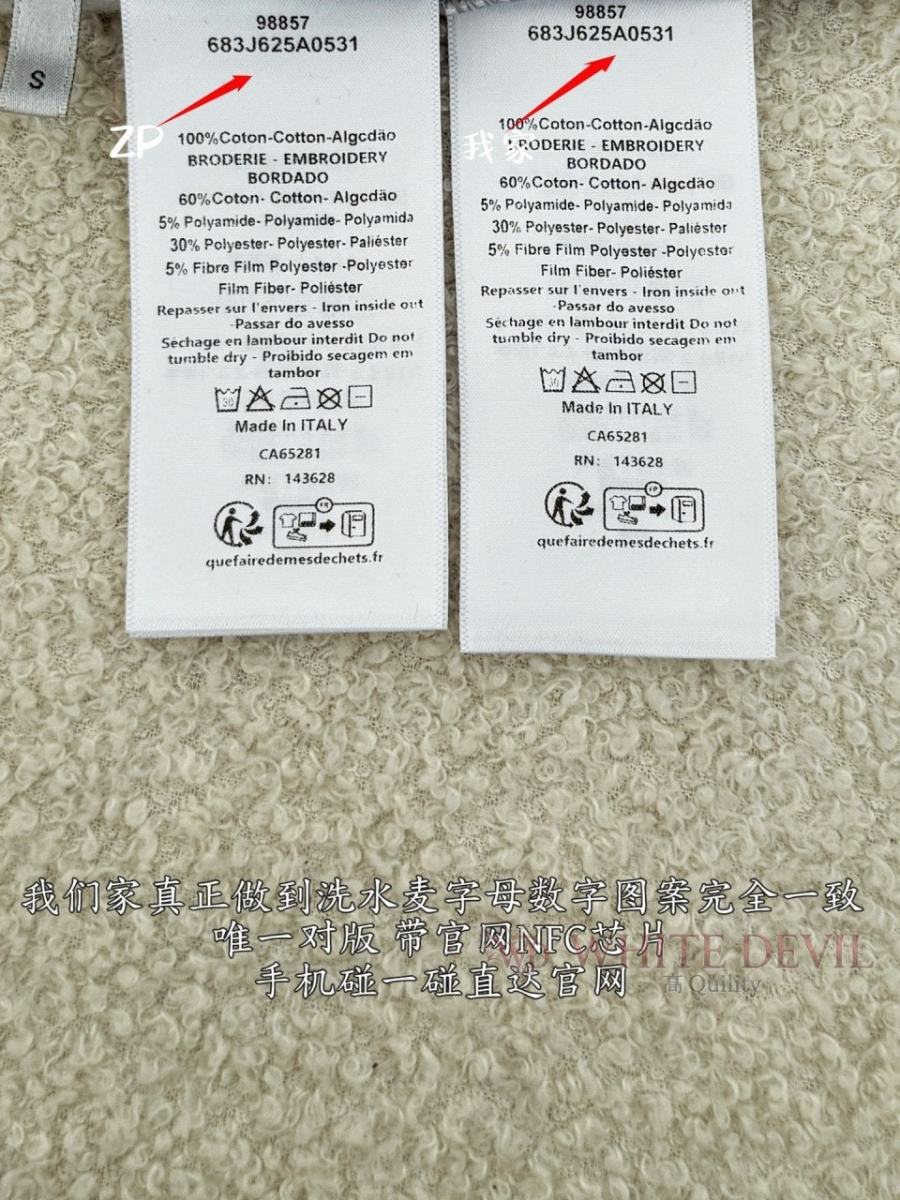 S
98857
683J625A0531
ZP
100%Coton-Cotton-Algcdão
BRODERIE - EMBROIDERY
BORDADO
60%Coton- Cotton- Algcdão
5% Polyamide- Polyamide- Polyamida
30% Polyester- Polyester- Paliéster
5% Fibre Film Polyester -Polyester
Film Fiber- Poliéster
Repasser sur l'envers - Iron inside out
-Passar do avesso
Séchage en lambour interdit Do not
tumble dry - Proibido secagem em
tambor
30
Made In ITALY
CA65281
RN: 143628
quefairedemesdechets.fr
98857
683J625A0531
我家
100%Coton-Cotton-Algcdão
BRODERIE - EMBROIDERY
BORDADO
60%Coton- Cotton- Algcdão
5% Polyamide- Polyamide- Polyamida
30% Polyester- Polyester- Paliéster
5% Fibre Film Polyester -Polyester
Film Fiber- Poliéster
Repasser sur l'envers - Iron inside out
-Passar do avesso
Séchage en lambour interdit Do not
tumble dry - Proibido secagem em
tambor
30
Made In ITALY
CA65281
RN: 143628
quefairedemesdechets.fr
我们家真正做到洗水麦字母数字图案完全一致
唯一对版 带官网NFC芯片
手机碰一碰直达官网
WHITE DEVIL
高 Quility